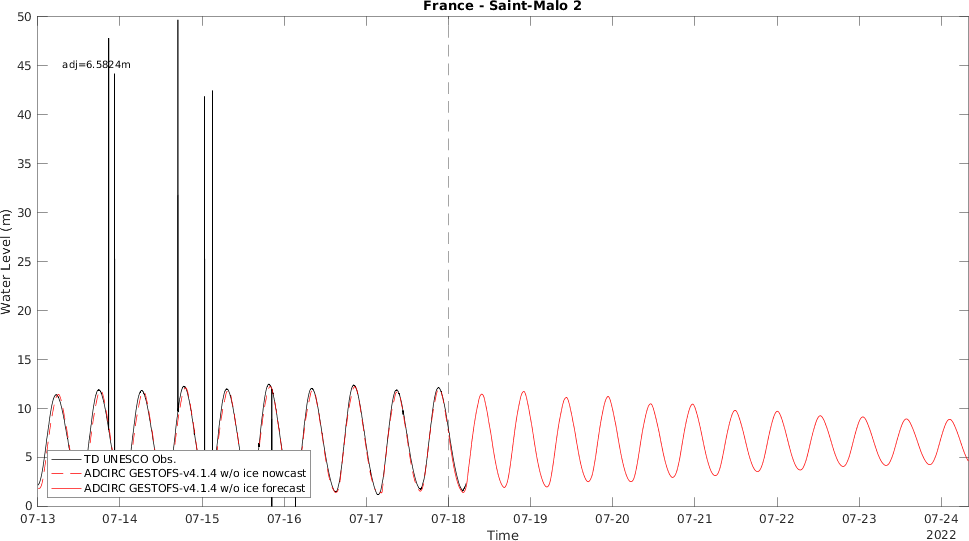 France - Saint-Malo 2
50
45
40
35
30
25
20
15
10
5
0
Water Level (m)
adj=6.5824m
TD UNESCO Obs.
ADCIRC GESTOFS-v4.1.4 w/o ice nowcast
ADCIRC GESTOFS-v4.1.4 w/o ice forecast
07-13 07-14 07-15 07-16 07-17 07-18 07-19 07-20 07-21 07-22 07-23 07-24
Time
2022